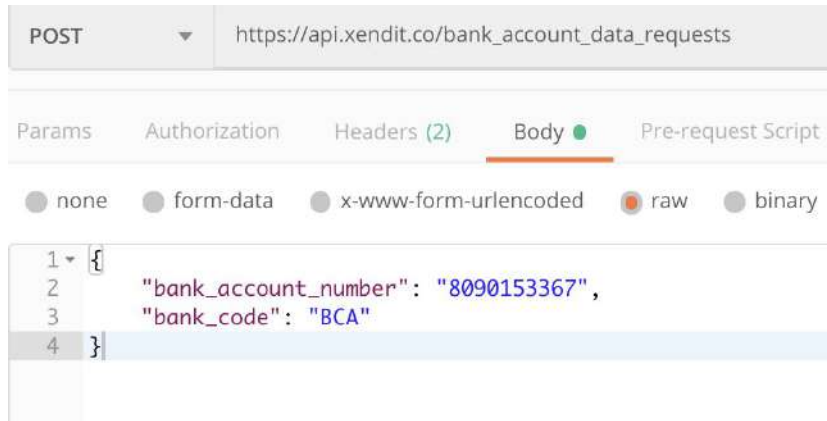 POST https://api.xendit.co/bank_account_data_requests
Params Authorization Headers (2) Body Pre-request Script
none form-data x-www-form-urlencoded raw binary
1 {
2 "bank_account_number": "8090153367",
3 "bank_code": "BCA"
4 }